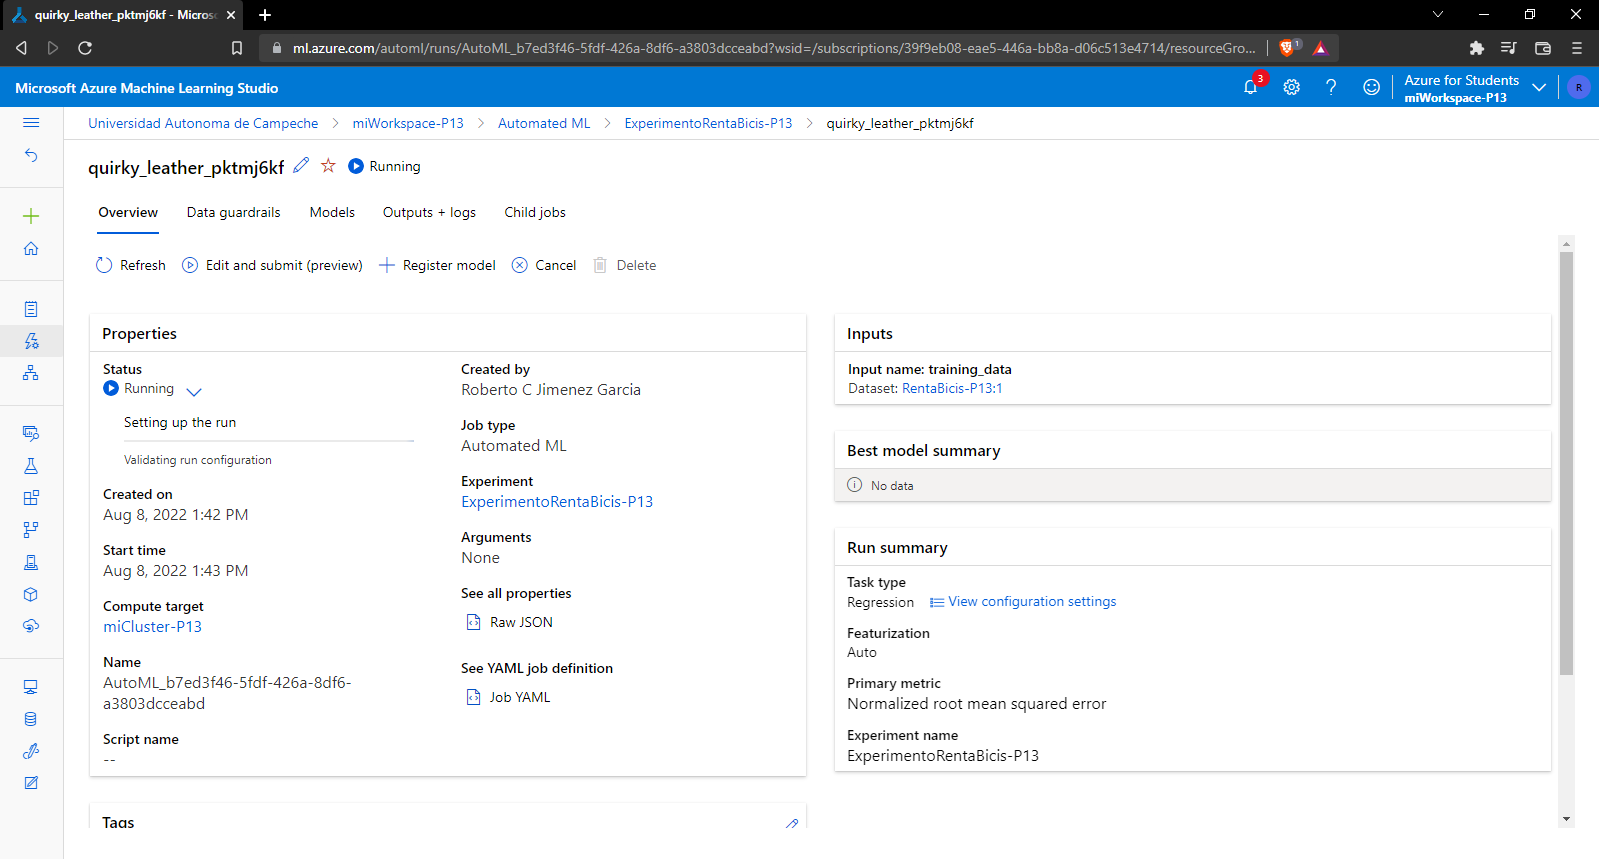 quirky_leather_pktmj6kf - Micros
ml.azure.com/automl/runs/AutoML_b7ed3f46-5fdf-426a-8df6-a3803dcceabd?wsid=/subscriptions/39f9eb08-eae5-446a-bb8a-d06c513e4714/resourceGro...
1
Microsoft Azure Machine Learning Studio
3
Azure for Students
miWorkspace-P13
R
Universidad Autonoma de Campeche > miWorkspace-P13 > Automated ML > ExperimentoRentaBicis-P13 > quirky_leather_pktmj6kf
quirky_leather_pktmj6kf Running
Overview Data guardrails Models Outputs + logs Child jobs
Refresh Edit and submit (preview) Register model Cancel Delete
Properties
Status
Running
Setting up the run
Validating run configuration
Created on
Aug 8, 2022 1:42 PM
Start time
Aug 8, 2022 1:43 PM
Compute target
miCluster-P13
Name
AutoML_b7ed3f46-5fdf-426a-8df6-
a3803dcceabd
Script name
--
Created by
Roberto C Jimenez Garcia
Job type
Automated ML
Experiment
ExperimentoRentaBicis-P13
Arguments
None
See all properties
Raw JSON
See YAML job definition
Job YAML
Tags
Inputs
Input name: training_data
Dataset: RentaBicis-P13:1
Best model summary
No data
Run summary
Task type
Regression View configuration settings
Featurization
Auto
Primary metric
Normalized root mean squared error
Experiment name
ExperimentoRentaBicis-P13